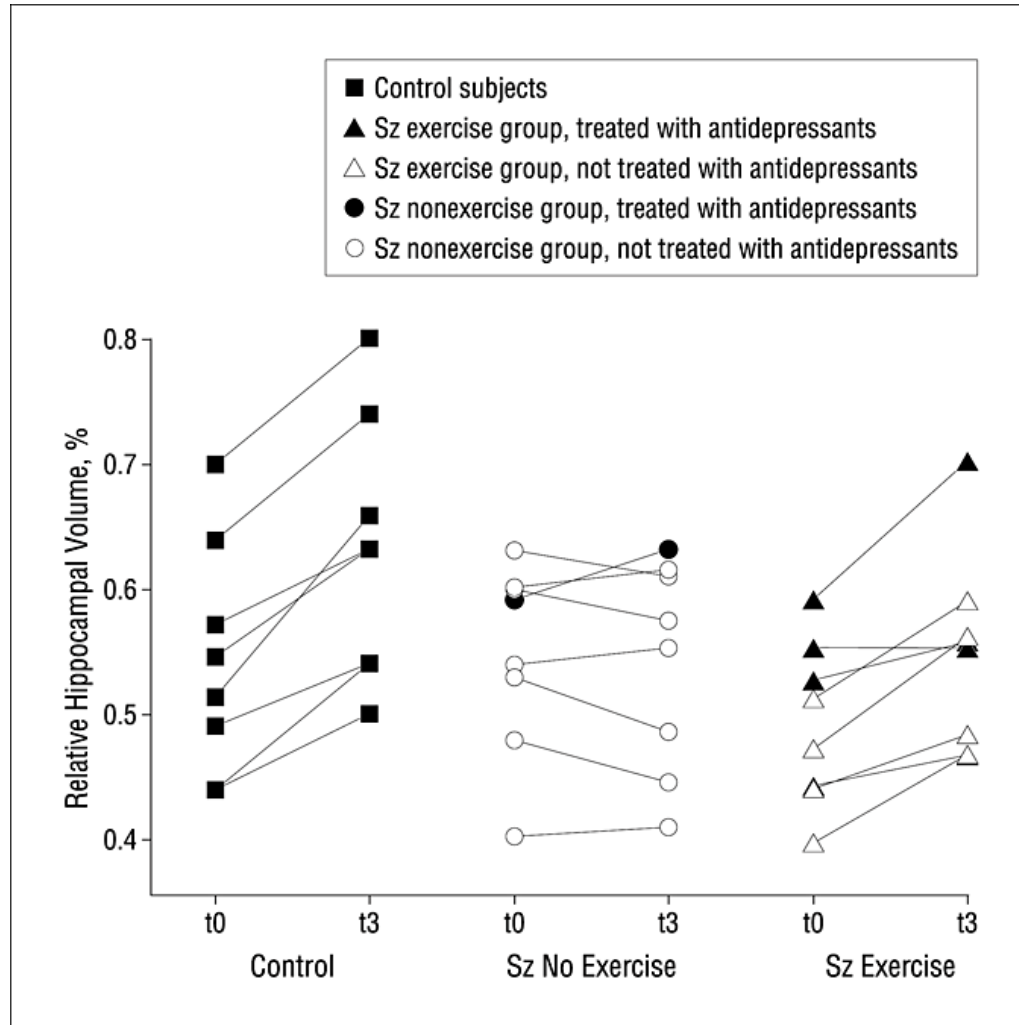 Control subjects
Sz exercise group, treated with antidepressants
Sz exercise group, not treated with antidepressants
Sz nonexercise group, treated with antidepressants
Sz nonexercise group, not treated with antidepressants
Relative Hippocampal Volume, %
0.8
0.7
0.6
0.5
0.4
t0 t3 t0 t3 t0 t3
Control Sz No Exercise Sz Exercise